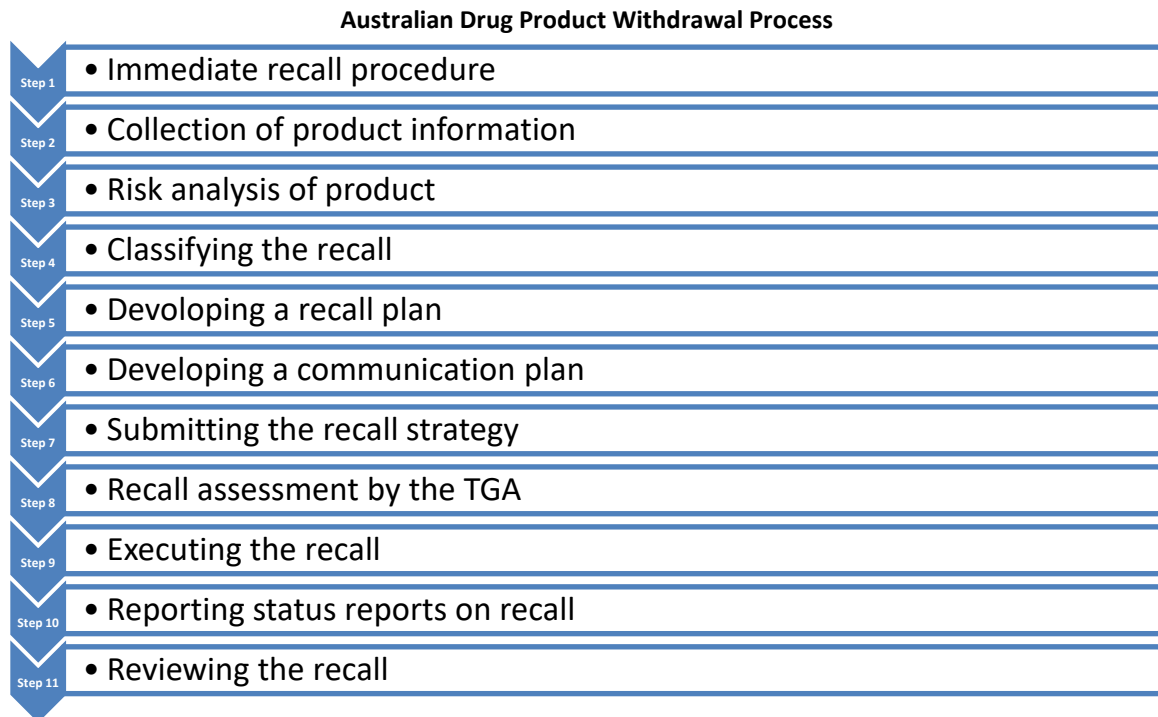 Australian Drug Product Withdrawal Process
Step 1
• Immediate recall procedure
Step 2
• Collection of product information
Step 3
• Risk analysis of product
Step 4
• Classifying the recall
Step 5
• Devoloping a recall plan
Step 6
• Developing a communication plan
Step 7
• Submitting the recall strategy
Step 8
• Recall assessment by the TGA
Step 9
• Executing the recall
Step 10
• Reporting status reports on recall
Step 11
• Reviewing the recall